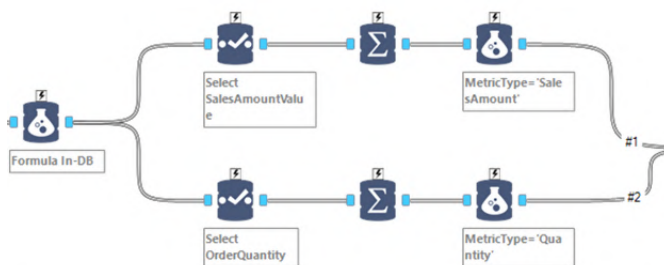 Select
SalesAmountValu
e
MetricType='Sale
sAmount'
Formula In-DB
#1
#2
Select
OrderQuantity
MetricType='Qua
ntity'